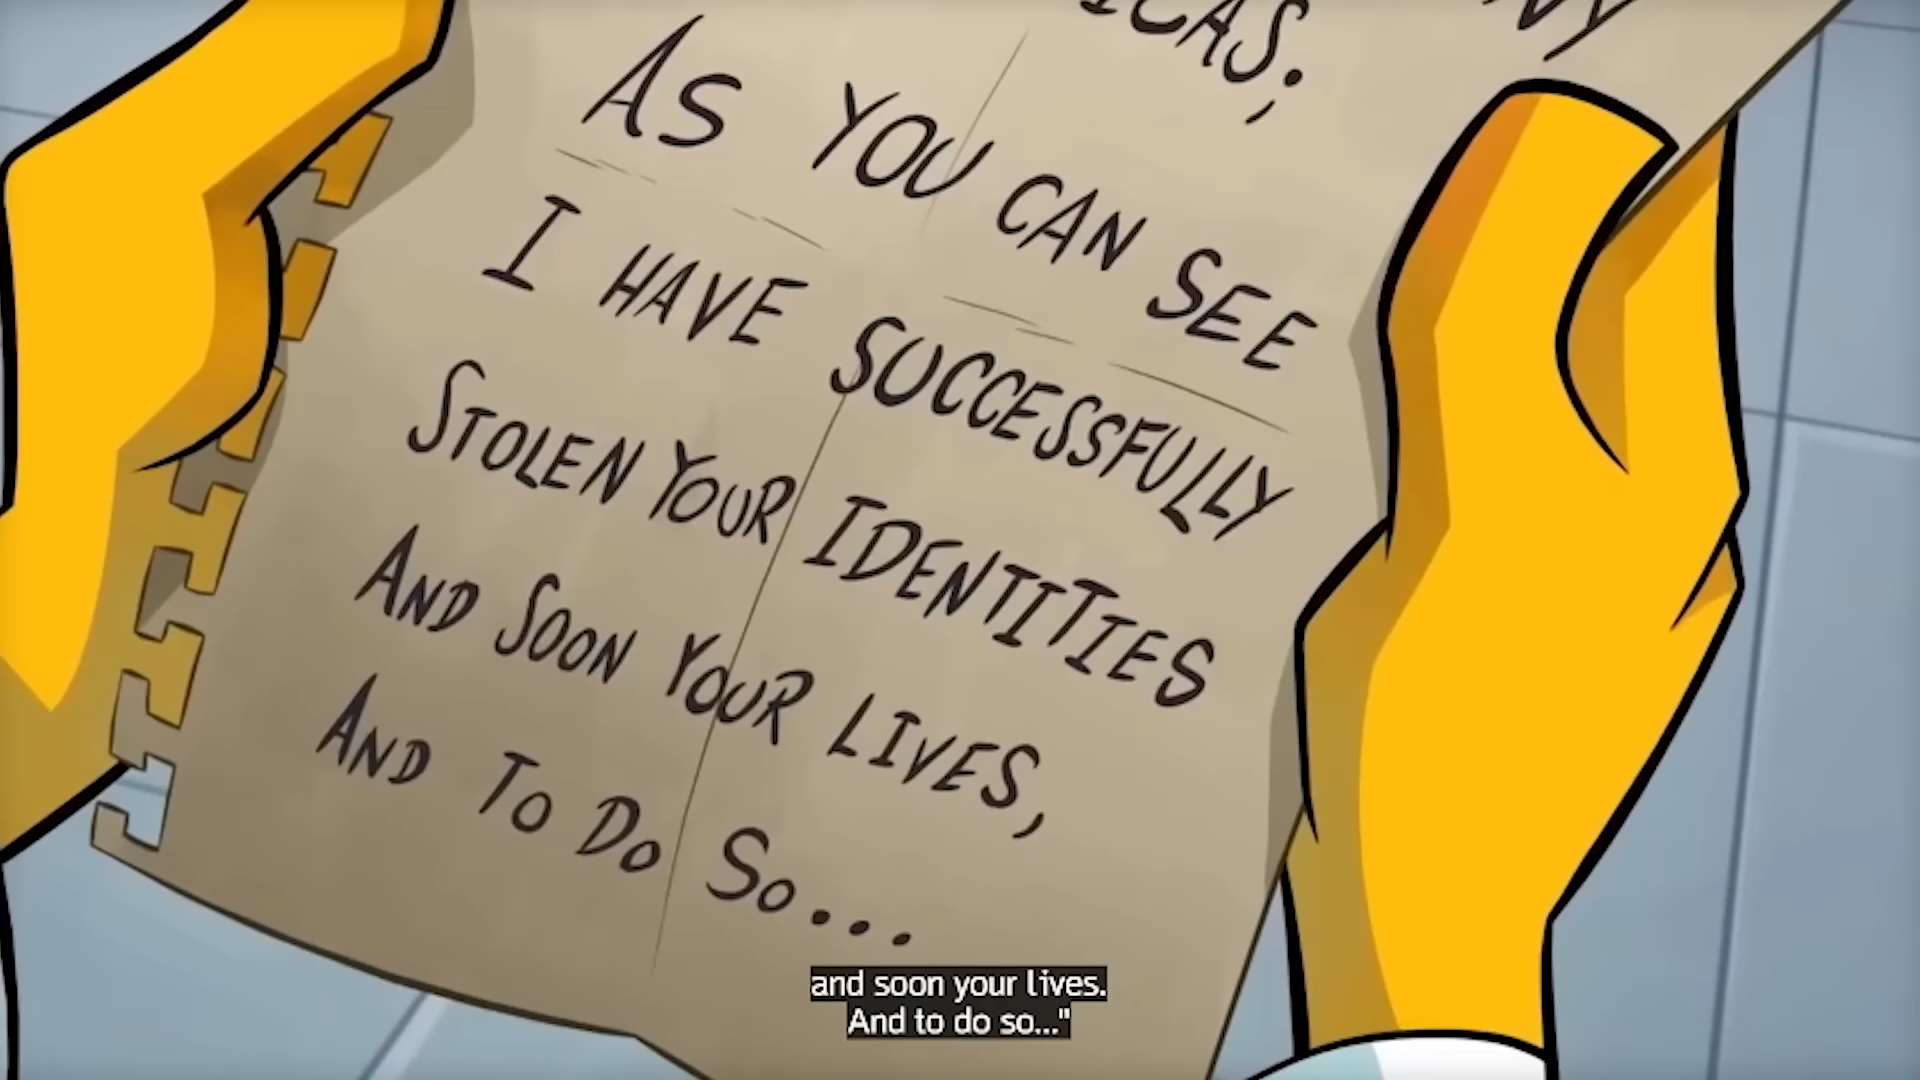 AS YOU CAN SEE
I HAVE SUCCESSFULLY
STOLEN YOUR IDENTITIES
AND SOON YOUR LIVES,
AND TO DO SO...
and soon your lives.
And to do so..."